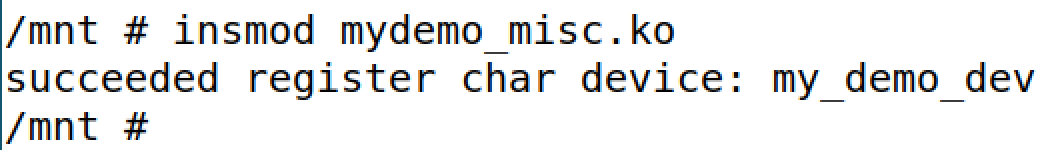 /mnt # insmod mydemo_misc.ko
succeeded register char device: my_demo_dev
/mnt #